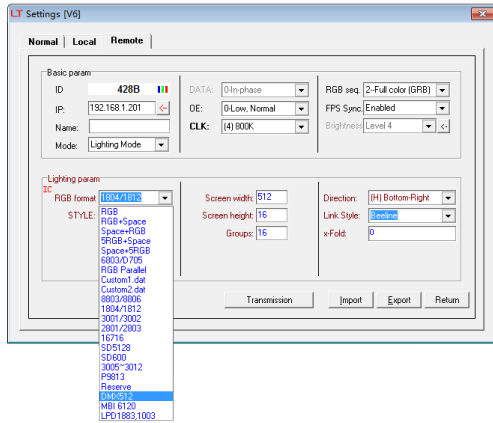 LT Settings [V6]
Normal Local Remote
Basic param
ID 428B
IP: 192.168.1.201 <-
Name:
Mode: Lighting Mode
DATA: 0-In-phase
OE: 0-Low, Normal
CLK: (4) 800K
RGB seq. 2--Full color (GRB)
FPS Sync. Enabled
Brightness Level 4 <-
Lighting param
IC
RGB format 1804/1812
STYLE:
RGB
RGB+Space
Space+RGB
5RGB+Space
Space+5RGB
6803/D705
RGB Parallel
Custom1.dat
Custom2.dat
8803/8806
1804/1812
3001/3002
2801/2803
16716
SD5128
SD600
3005~3012
P9813
Reserve
DMX512
MBI 6120
LPD1883,1003
Screen width: 512
Screen height: 16
Groups: 16
Direction: (H) Bottom-Right
Link Style: Beeline
x-Fold: 0
Transmission Import Export Return